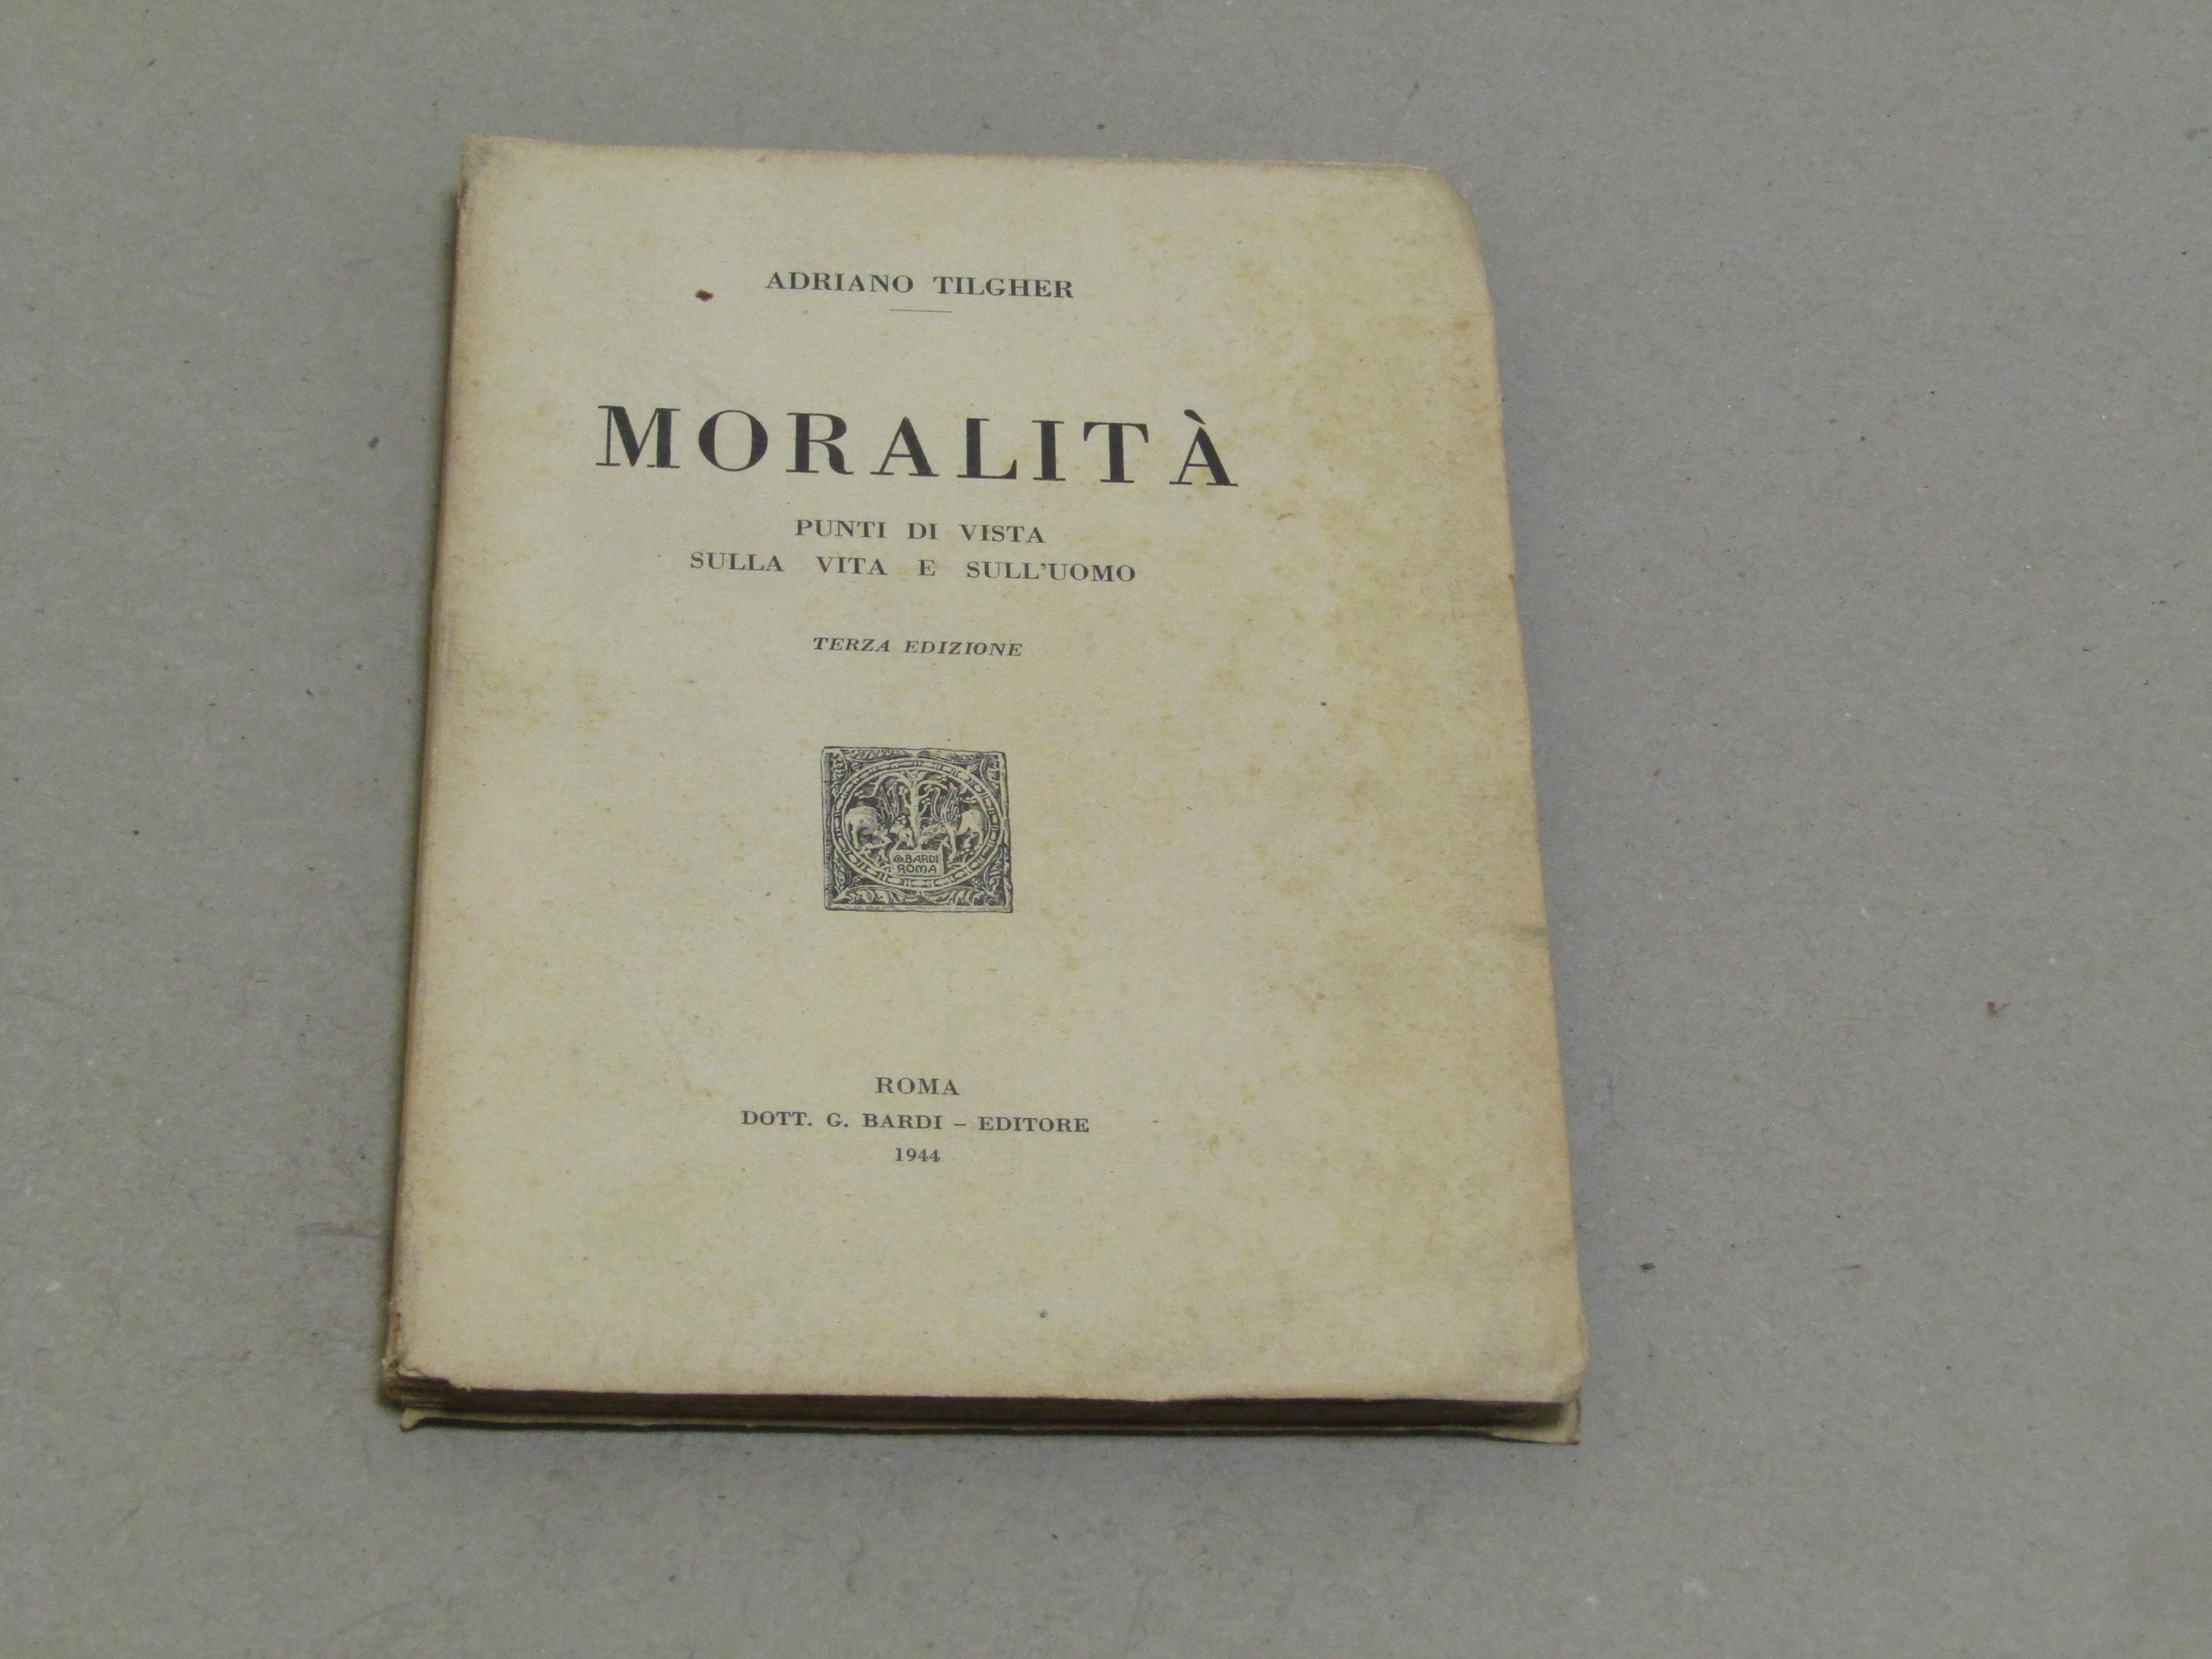 ADRIANO TILGHER
MORALITÀ
PUNTI DI VISTA
SULLA VITA E SULL'UOMO
TERZA EDIZIONE
G. BARDI
ROMA
ROMA
DOTT. G. BARDI – EDITORE
1944